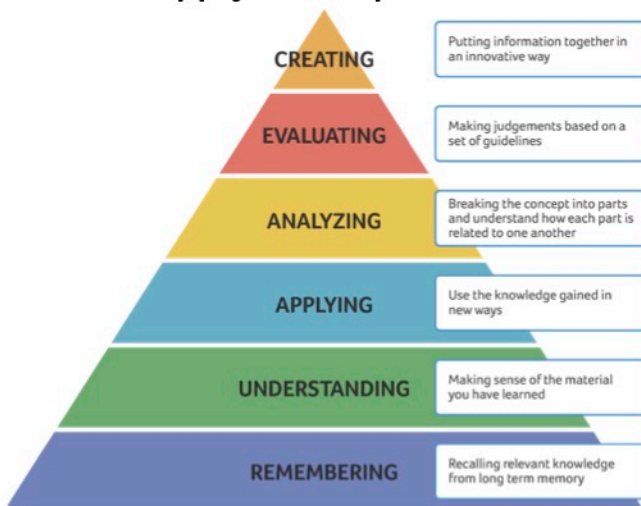 CREATING
Putting information together in
an innovative way
EVALUATING
Making judgements based on a
set of guidelines
ANALYZING
Breaking the concept into parts
and understand how each part is
related to one another
APPLYING
Use the knowledge gained in
new ways
UNDERSTANDING
Making sense of the material
you have learned
REMEMBERING
Recalling relevant knowledge
from long term memory